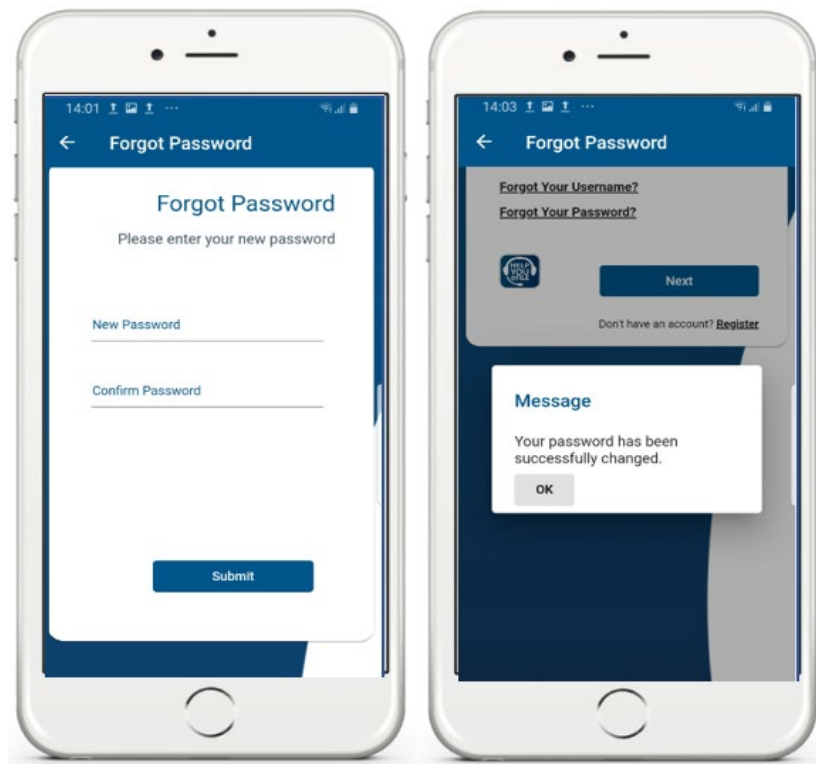 14:01
Forgot Password
Forgot Password
Please enter your new password
New Password
Confirm Password
Submit
14:03
Forgot Password
Forgot Your Username?
Forgot Your Password?
HELP
YOU
Next
Don't have an account? Register
Message
Your password has been
successfully changed.
OK